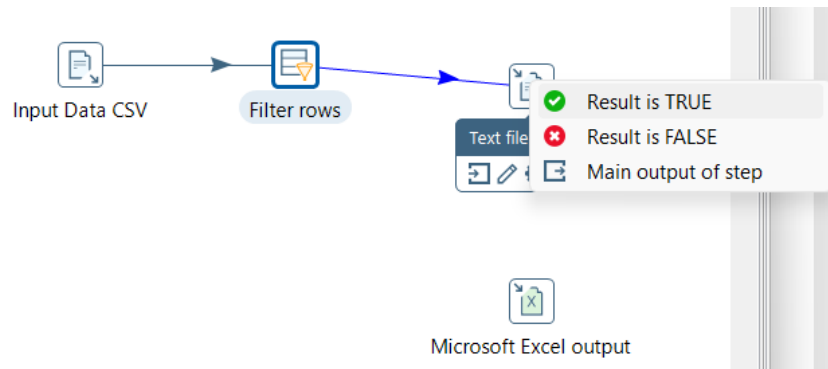 Input Data CSV
Filter rows
Text file
Result is TRUE
Result is FALSE
Main output of step
Microsoft Excel output